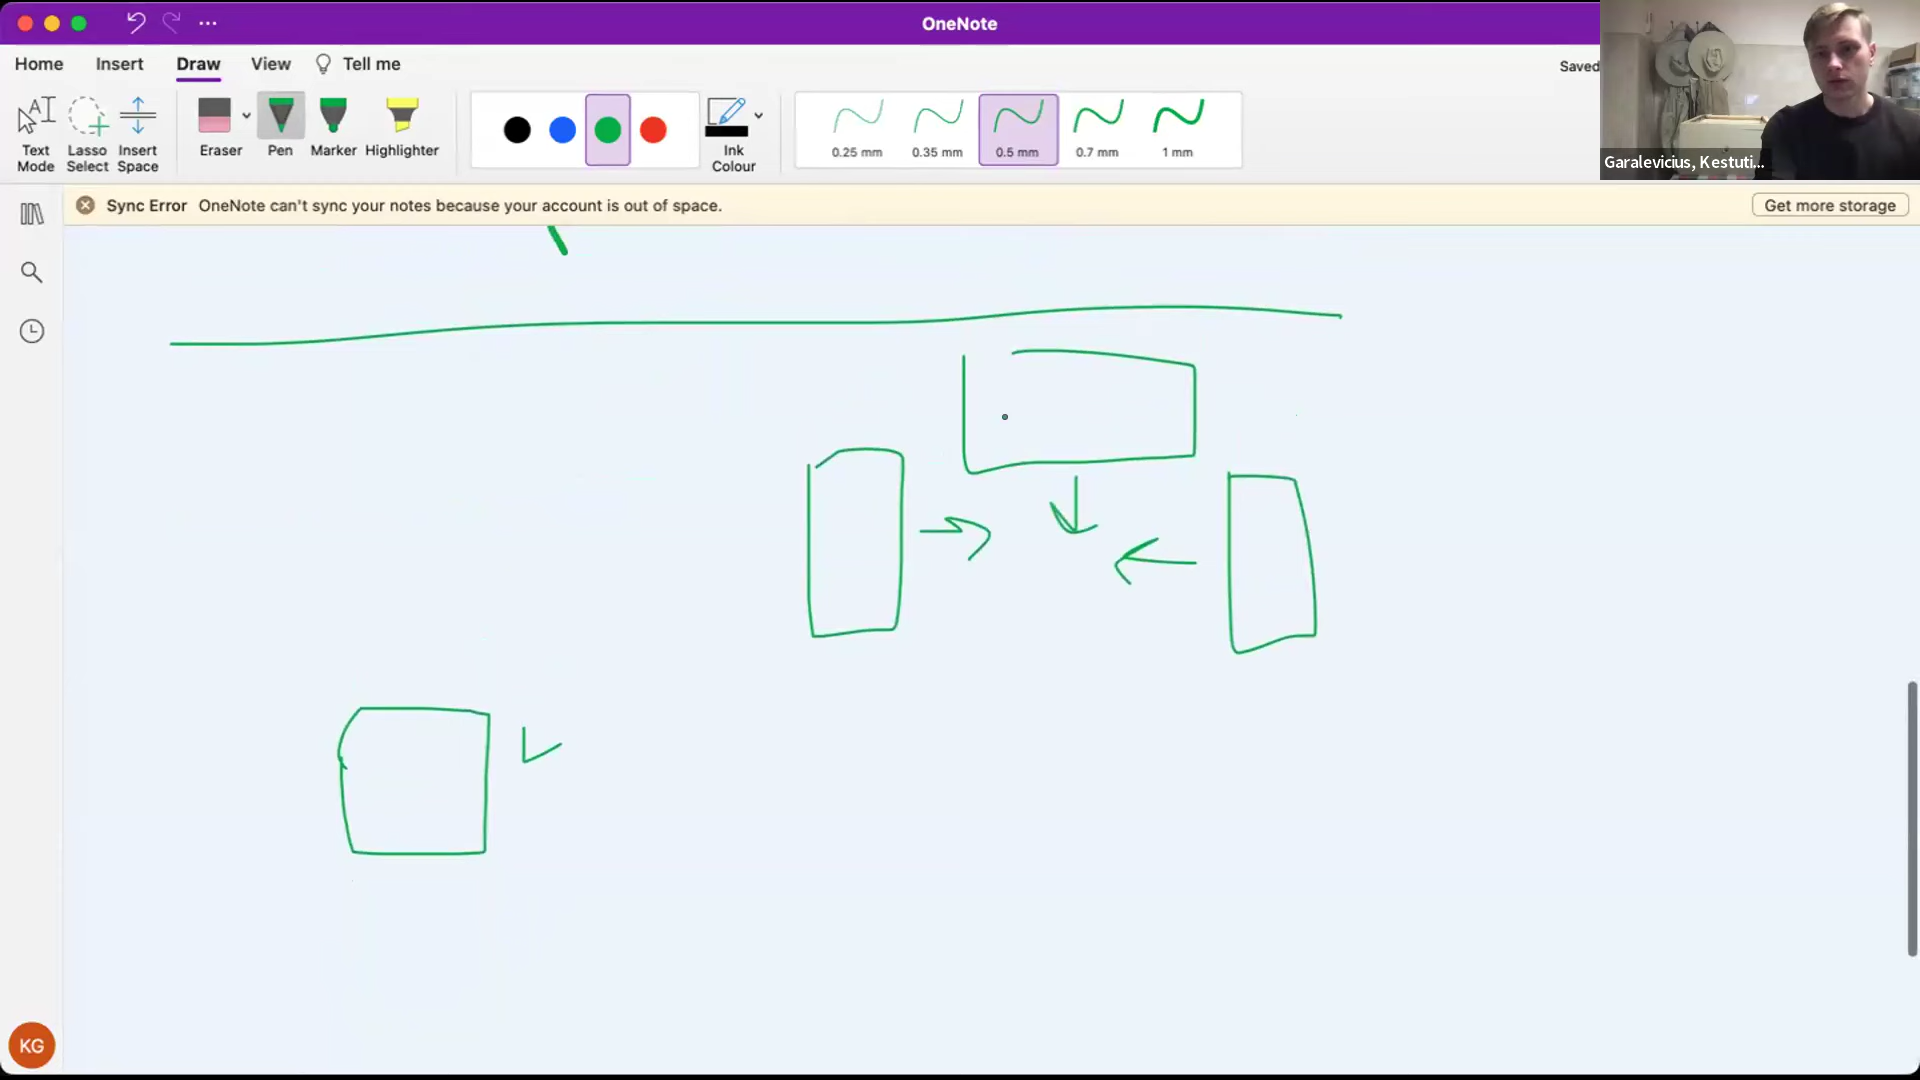 OneNote
Home Insert Draw View Tell me
Saved
Text Mode
Lasso Select
Insert Space
Eraser
Pen
Marker
Highlighter
Ink Colour
0.25 mm
0.35 mm
0.5 mm
0.7 mm
1 mm
Garalevicius, Kestuti...
Sync Error OneNote can't sync your notes because your account is out of space.
Get more storage
KG